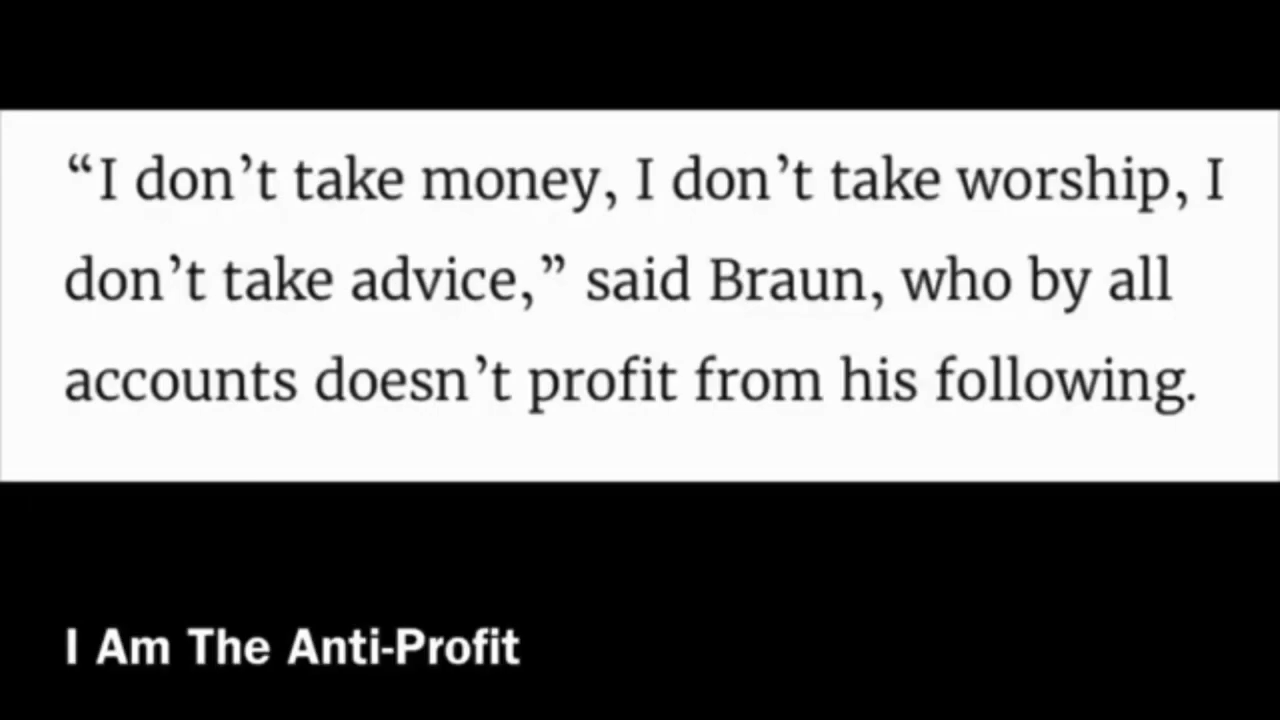 “I don’t take money, I don’t take worship, I
don’t take advice,” said Braun, who by all
accounts doesn’t profit from his following.
I Am The Anti-Profit